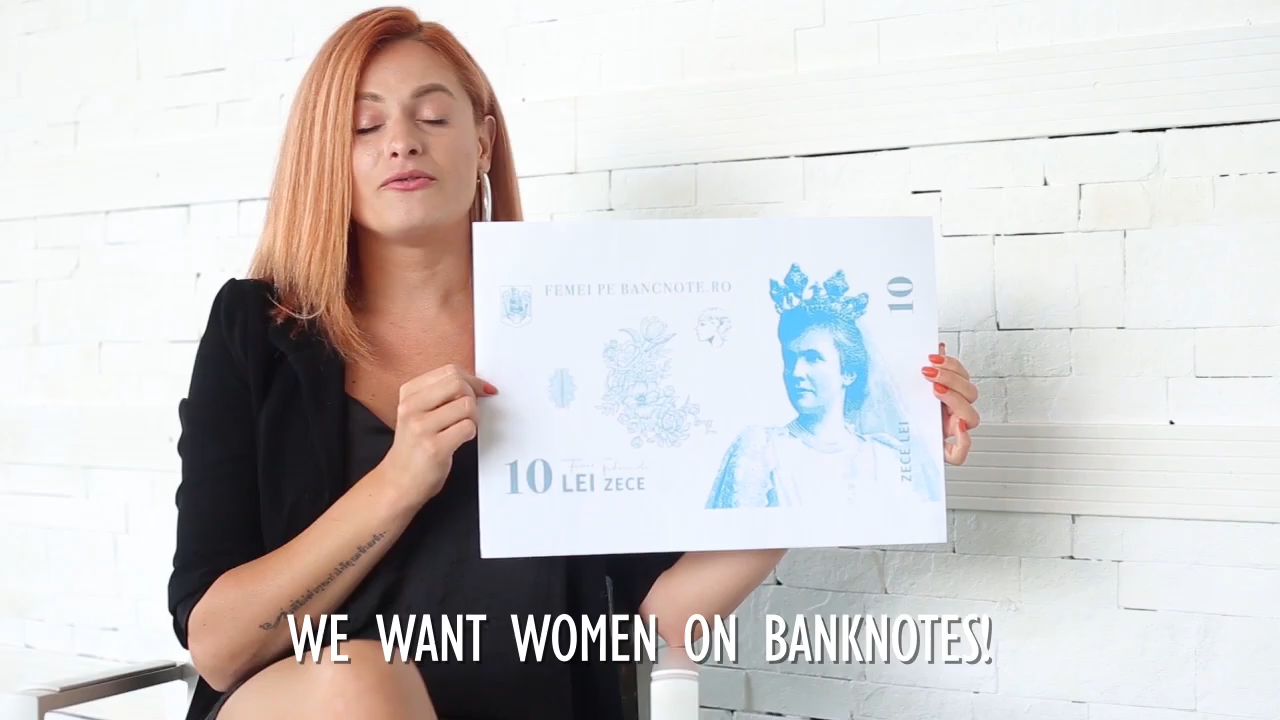 FEMEI PE BANCNOTE.RO
10
ZECE LEI
10 LEI ZECE
WE WANT WOMEN ON BANKNOTES!